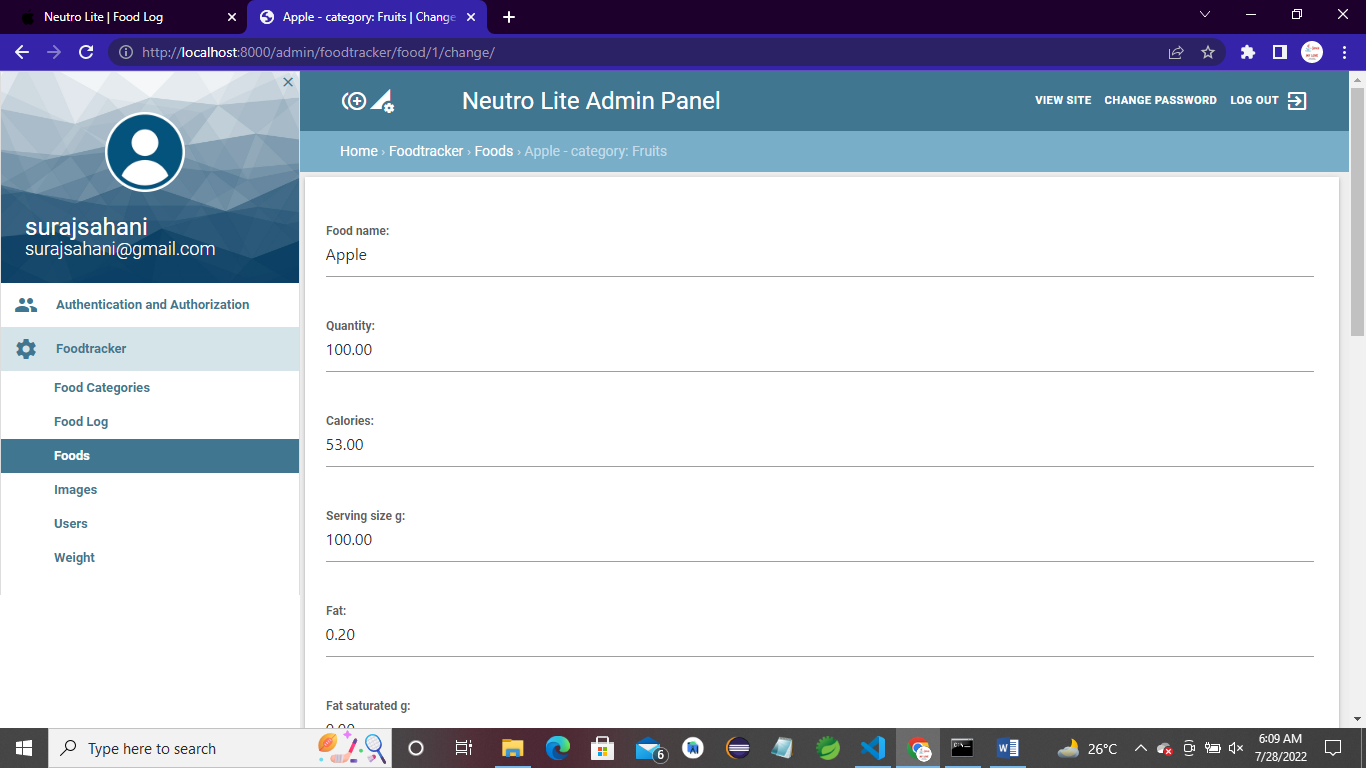 Neutro Lite | Food Log
Apple - category: Fruits | Change
http://localhost:8000/admin/foodtracker/food/1/change/
surajsahani
surajsahani@gmail.com
Authentication and Authorization
Foodtracker
Food Categories
Food Log
Foods
Images
Users
Weight
Neutro Lite Admin Panel
VIEW SITE CHANGE PASSWORD LOG OUT
Home › Foodtracker › Foods › Apple - category: Fruits
Food name:
Apple
Quantity:
100.00
Calories:
53.00
Serving size g:
100.00
Fat:
0.20
Fat saturated g:
Type here to search
6
26°C
6:09 AM
7/28/2022